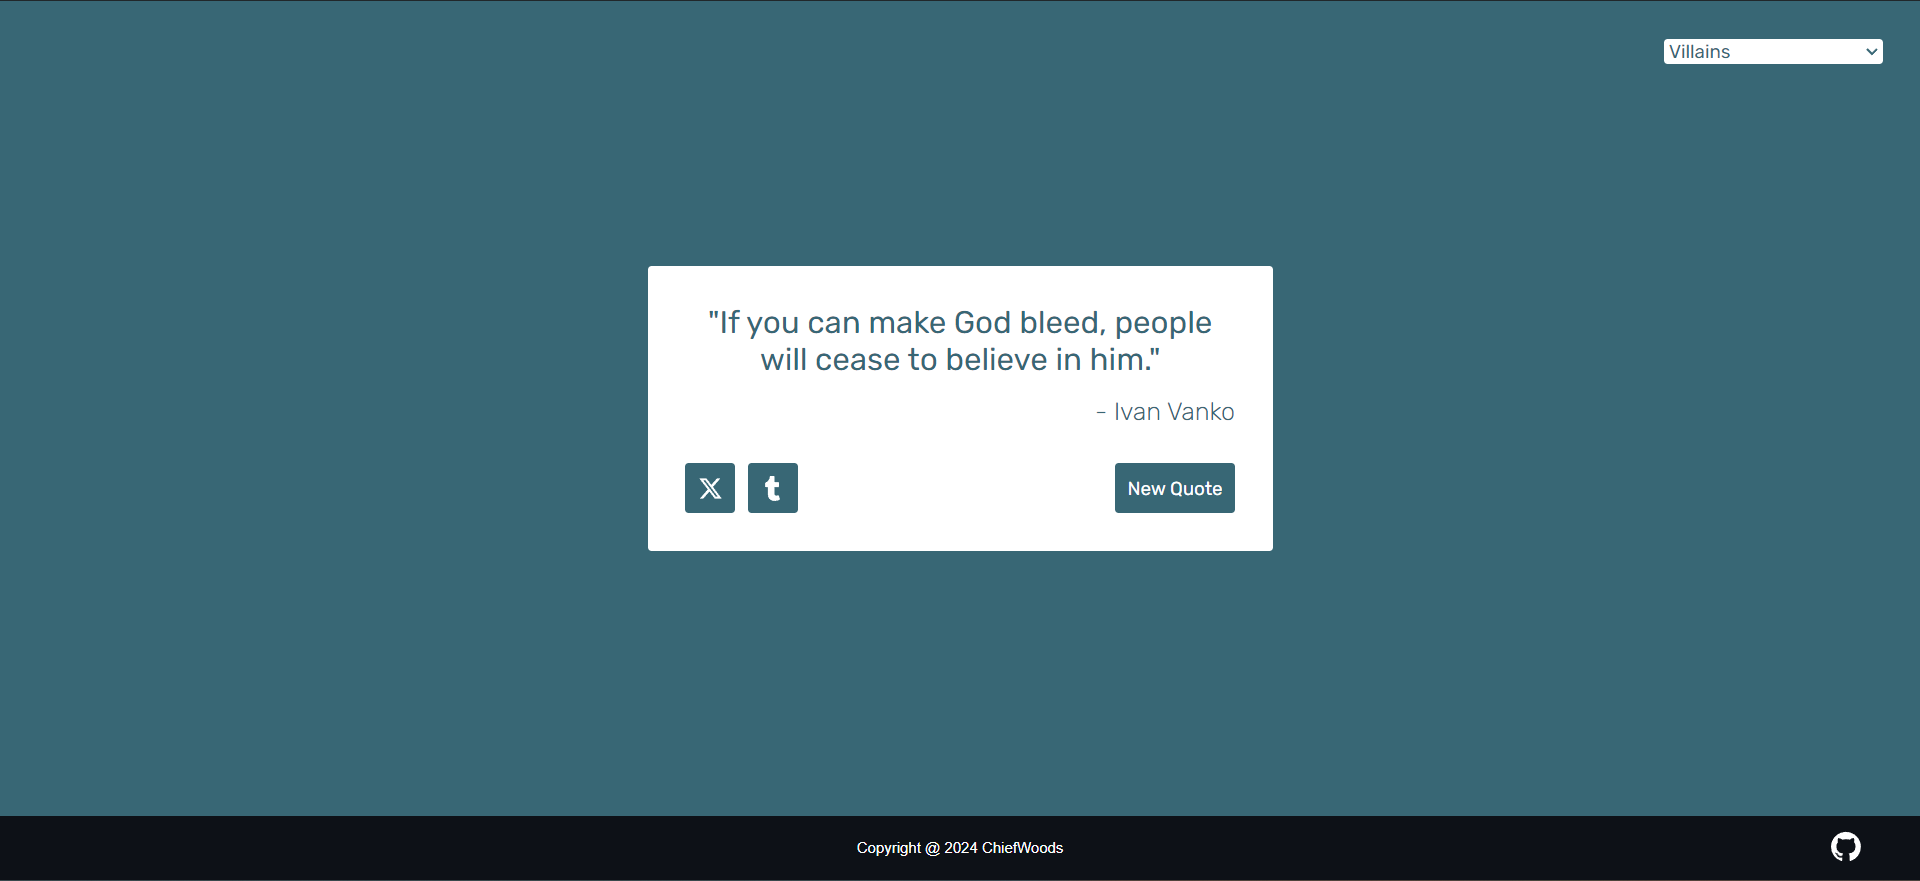 Villains
"If you can make God bleed, people
will cease to believe in him."
- Ivan Vanko
New Quote
Copyright @ 2024 ChiefWoods